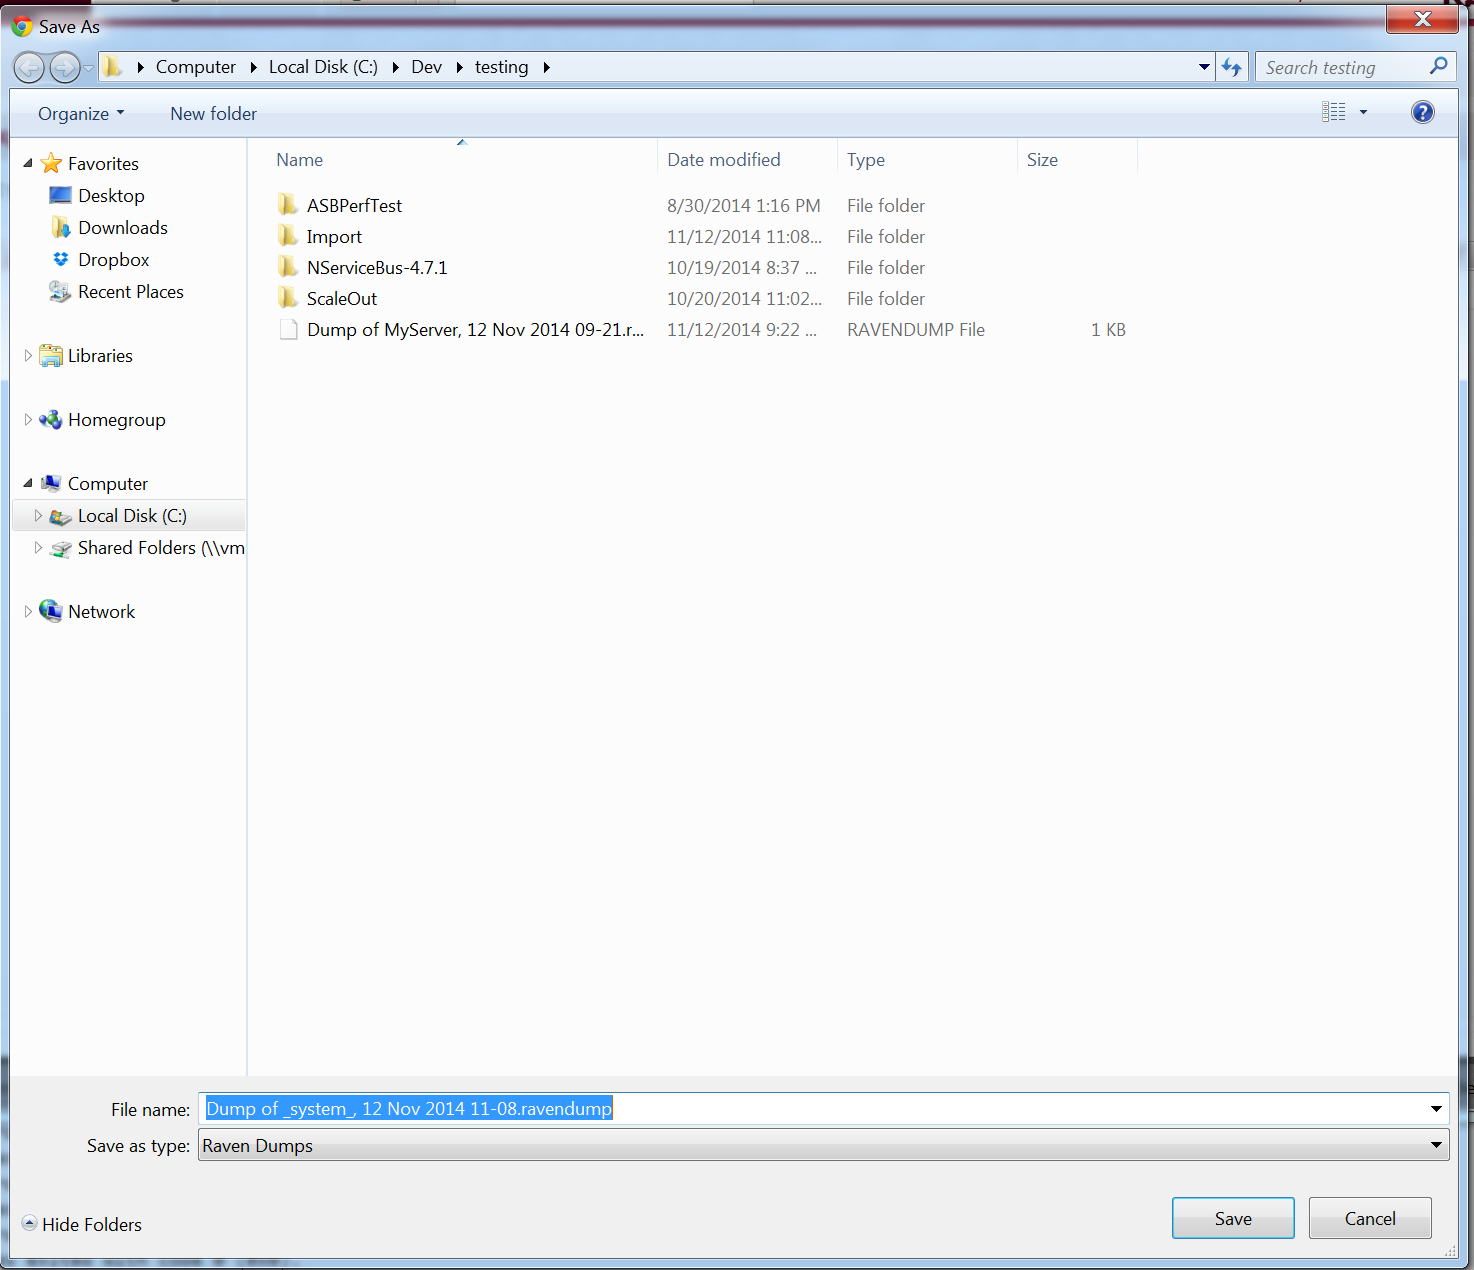 Save As
Computer Local Disk (C:) Dev testing
Search testing
Organize New folder
Name Date modified Type Size
Favorites
Desktop
Downloads
Dropbox
Recent Places
Libraries
Homegroup
Computer
Local Disk (C:)
Shared Folders (\\vm
Network
ASBPerfTest 8/30/2014 1:16 PM File folder
Import 11/12/2014 11:08... File folder
NServiceBus-4.7.1 10/19/2014 8:37 ... File folder
ScaleOut 10/20/2014 11:02... File folder
Dump of MyServer, 12 Nov 2014 09-21.r... 11/12/2014 9:22 ... RAVENDUMP File 1 KB
File name: Dump of _system_, 12 Nov 2014 11-08.ravendump
Save as type: Raven Dumps
Hide Folders
Save Cancel